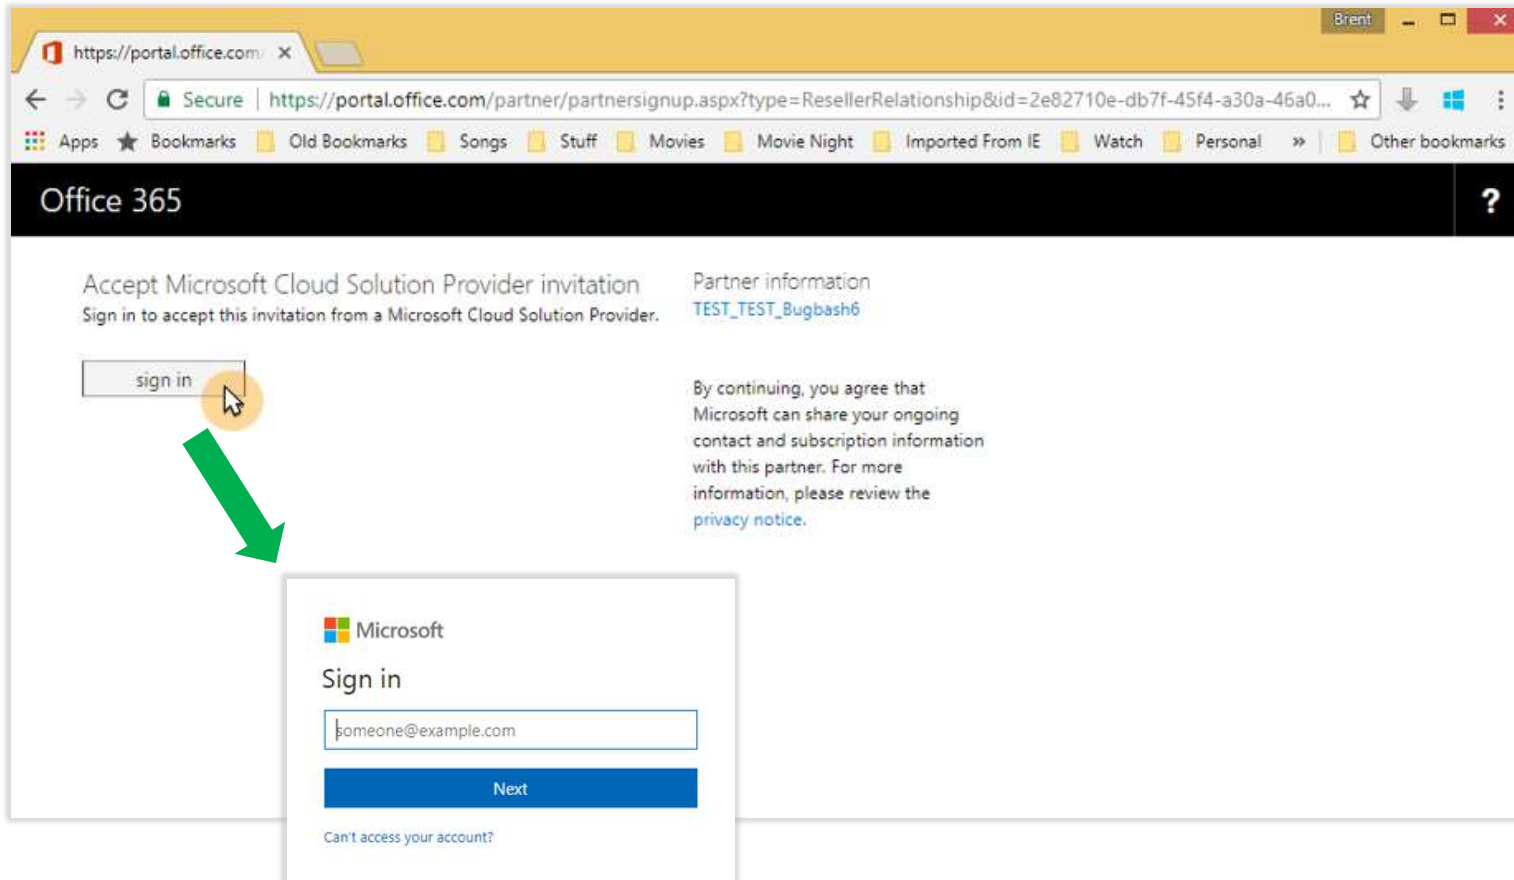 Brent
https://portal.office.com/
Secure | https://portal.office.com/partner/partnersignup.aspx?type=ResellerRelationship&id=2e82710e-db7f-45f4-a30a-46a0...
Apps Bookmarks Old Bookmarks Songs Stuff Movies Movie Night Imported From IE Watch Personal » Other bookmarks
Office 365 ?
Accept Microsoft Cloud Solution Provider invitation
Sign in to accept this invitation from a Microsoft Cloud Solution Provider.
sign in
Partner information
TEST_TEST_Bugbash6
By continuing, you agree that
Microsoft can share your ongoing
contact and subscription information
with this partner. For more
information, please review the
privacy notice.
Microsoft
Sign in
someone@example.com
Next
Can't access your account?